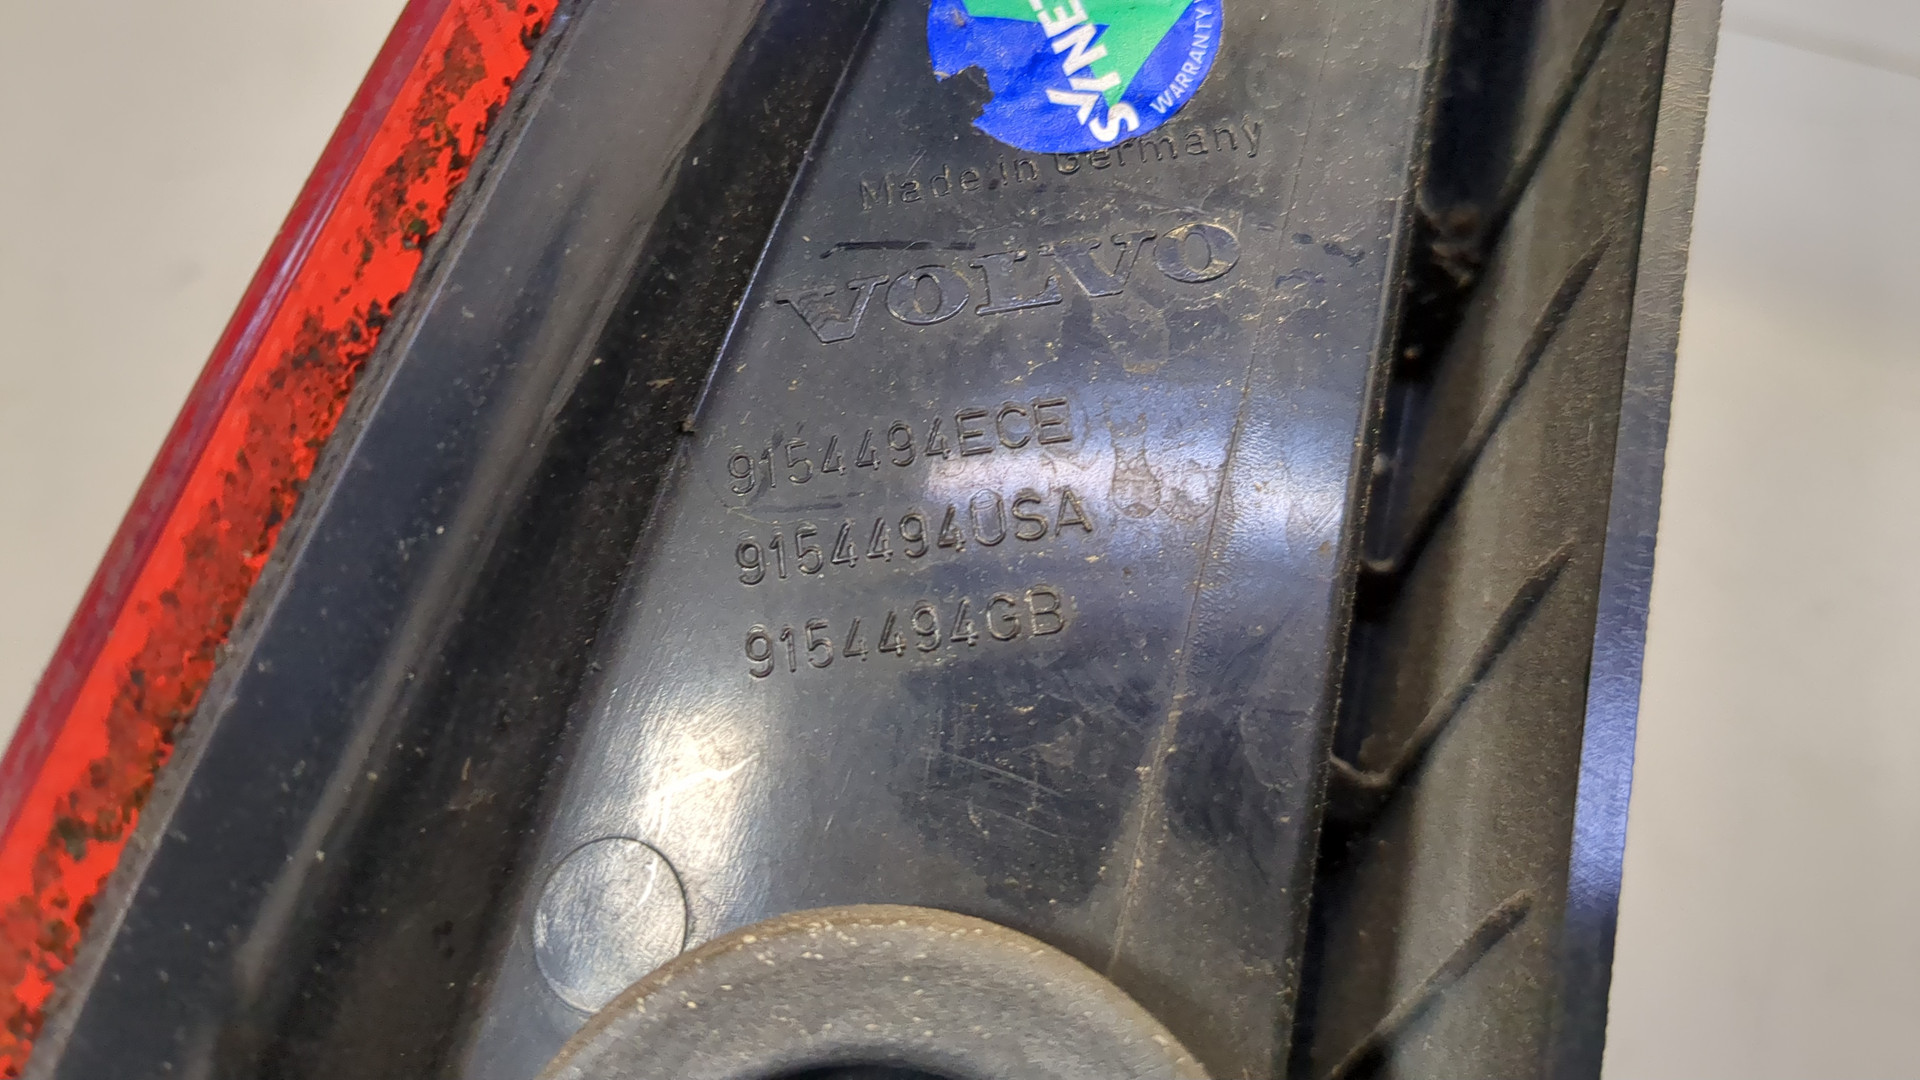 SYNE
WARRANTY
Made in Germany
VOLVO
9154494ECE
9154494USA
9154494GB